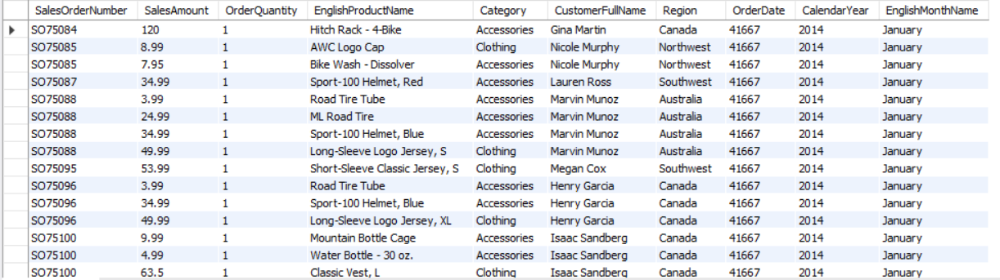 SalesOrderNumber SalesAmount OrderQuantity EnglishProductName Category CustomerFullName Region OrderDate CalendarYear EnglishMonthName
SO75084 120 1 Hitch Rack - 4-Bike Accessories Gina Martin Canada 41667 2014 January
SO75085 8.99 1 AWC Logo Cap Clothing Nicole Murphy Northwest 41667 2014 January
SO75085 7.95 1 Bike Wash - Dissolver Accessories Nicole Murphy Northwest 41667 2014 January
SO75087 34.99 1 Sport-100 Helmet, Red Accessories Lauren Ross Southwest 41667 2014 January
SO75088 3.99 1 Road Tire Tube Accessories Marvin Munoz Australia 41667 2014 January
SO75088 24.99 1 ML Road Tire Accessories Marvin Munoz Australia 41667 2014 January
SO75088 34.99 1 Sport-100 Helmet, Blue Accessories Marvin Munoz Australia 41667 2014 January
SO75088 49.99 1 Long-Sleeve Logo Jersey, S Clothing Marvin Munoz Australia 41667 2014 January
SO75095 53.99 1 Short-Sleeve Classic Jersey, S Clothing Megan Cox Southwest 41667 2014 January
SO75096 3.99 1 Road Tire Tube Accessories Henry Garcia Canada 41667 2014 January
SO75096 34.99 1 Sport-100 Helmet, Blue Accessories Henry Garcia Canada 41667 2014 January
SO75096 49.99 1 Long-Sleeve Logo Jersey, XL Clothing Henry Garcia Canada 41667 2014 January
SO75100 9.99 1 Mountain Bottle Cage Accessories Isaac Sandberg Canada 41667 2014 January
SO75100 4.99 1 Water Bottle - 30 oz. Accessories Isaac Sandberg Canada 41667 2014 January
SO75100 63.5 1 Classic Vest, L Clothing Isaac Sandberg Canada 41667 2014 January